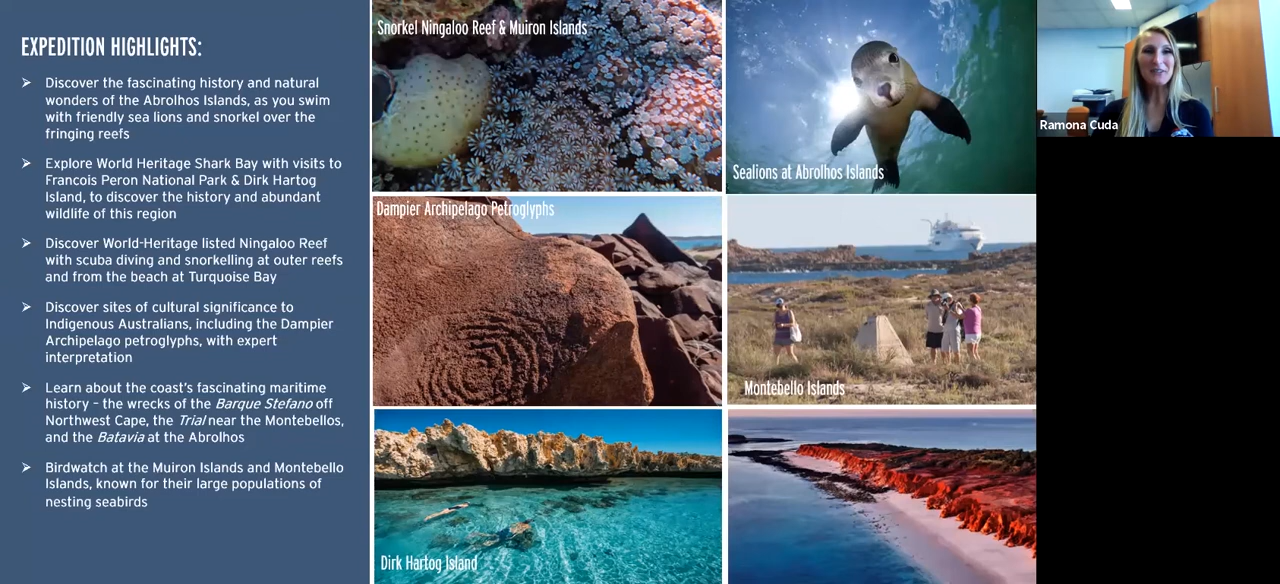 EXPEDITION HIGHLIGHTS:
➢ Discover the fascinating history and natural
wonders of the Abrolhos Islands, as you swim
with friendly sea lions and snorkel over the
fringing reefs
➢ Explore World Heritage Shark Bay with visits to
Francois Peron National Park & Dirk Hartog
Island, to discover the history and abundant
wildlife of this region
➢ Discover World-Heritage listed Ningaloo Reef
with scuba diving and snorkelling at outer reefs
and from the beach at Turquoise Bay
➢ Discover sites of cultural significance to
Indigenous Australians, including the Dampier
Archipelago petroglyphs, with expert
interpretation
➢ Learn about the coast's fascinating maritime
history - the wrecks of the Barque Stefano off
Northwest Cape, the Trial near the Montebellos,
and the Batavia at the Abrolhos
➢ Birdwatch at the Muiron Islands and Montebello
Islands, known for their large populations of
nesting seabirds
Snorkel Ningaloo Reef & Muiron Islands
Sealions at Abrolhos Islands
Dampier Archipelago Petroglyphs
Montebello Islands
Dirk Hartog Island
Ramona Cuda